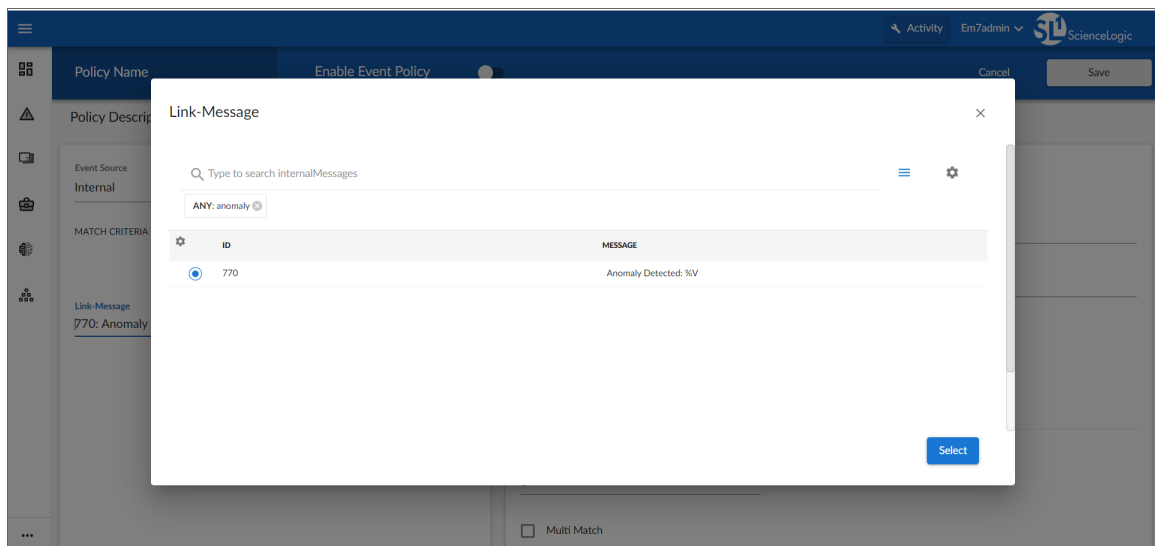 Activity
Em7admin
SL1 ScienceLogic
Policy Name
Enable Event Policy
Cancel
Save
Policy Descrip
Link-Message
Event Source
Internal
Type to search internalMessages
ANY: anomaly
MATCH CRITERIA
ID
MESSAGE
770
Anomaly Detected: %V
Link-Message
770: Anomaly
Select
Multi Match